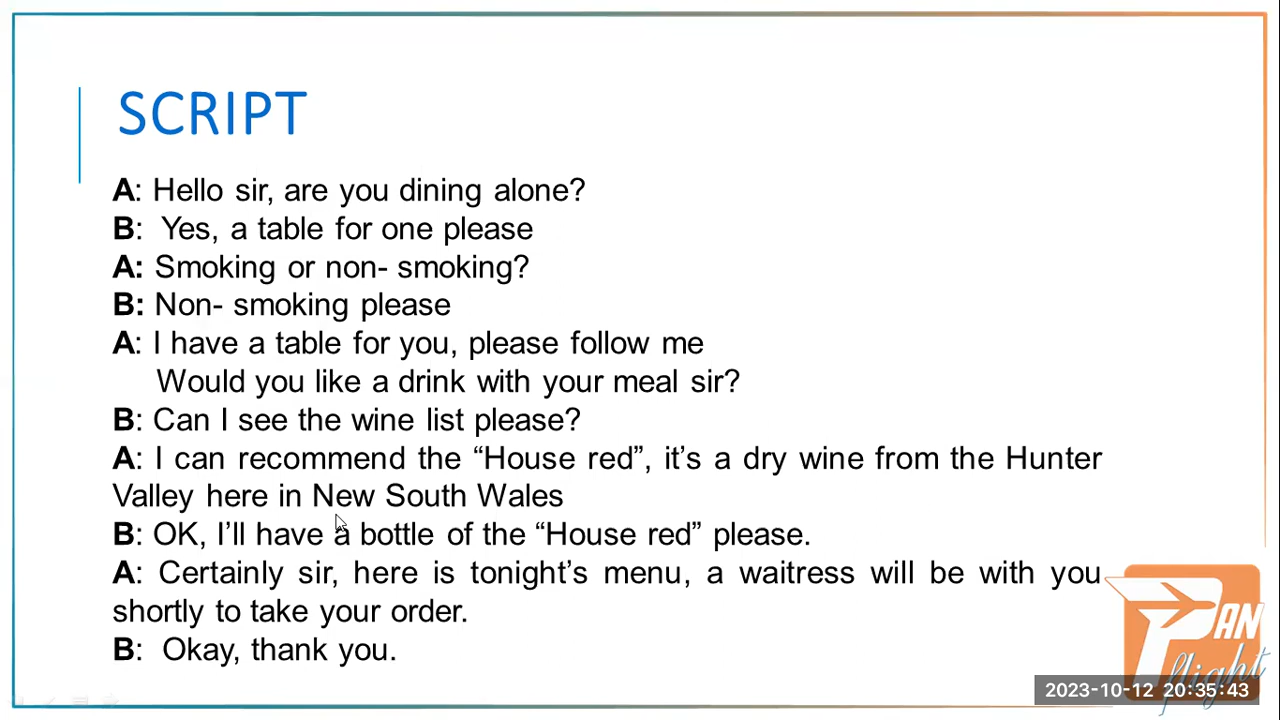 SCRIPT
A: Hello sir, are you dining alone?
B: Yes, a table for one please
A: Smoking or non- smoking?
B: Non- smoking please
A: I have a table for you, please follow me
Would you like a drink with your meal sir?
B: Can I see the wine list please?
A: I can recommend the “House red”, it’s a dry wine from the Hunter
Valley here in New South Wales
B: OK, I’ll have a bottle of the “House red” please.
A: Certainly sir, here is tonight’s menu, a waitress will be with you
shortly to take your order.
B: Okay, thank you.
PAN
flight
2023-10-12 20:35:43